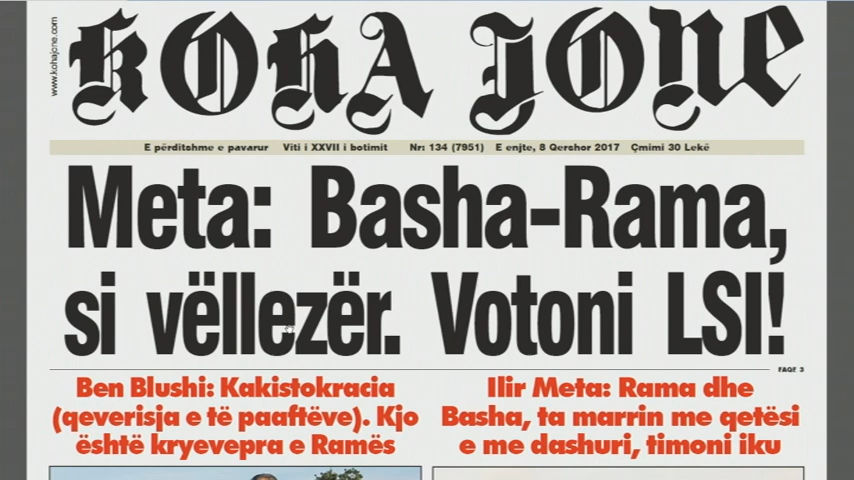 www.kohajone.com
KOHA JONE
E përditshme e pavarur Viti i XXVII i botimit Nr: 134 (7951) E enjte, 8 Qershor 2017 Çmimi 30 Lekë
Meta: Basha-Rama,
si vëllezër. Votoni LSI!
FAQE 3
Ben Blushi: Kakistokracia
(qeverisja e të paaftëve). Kjo
është kryevepra e Ramës
Ilir Meta: Rama dhe
Basha, ta marrin me qetësi
e me dashuri, timoni iku